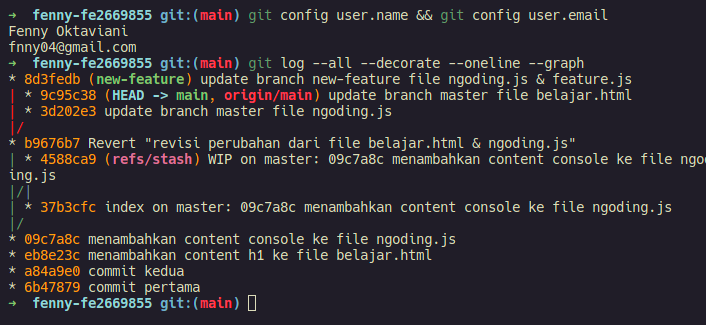 ➜  fenny-fe2669855 git:(main) git config user.name && git config user.email
Fenny Oktaviani
fnny04@gmail.com
➜  fenny-fe2669855 git:(main) git log --all --decorate --oneline --graph
* 8d3fedb (new-feature) update branch new-feature file ngoding.js & feature.js
| * 9c95c38 (HEAD -> main, origin/main) update branch master file belajar.html
| * 3d202e3 update branch master file ngoding.js
|/
* b9676b7 Revert "revisi perubahan dari file belajar.html & ngoding.js"
| * 4588ca9 (refs/stash) WIP on master: 09c7a8c menambahkan content console ke file ngod
ing.js
|/|
| * 37b3cfc index on master: 09c7a8c menambahkan content console ke file ngoding.js
|/
* 09c7a8c menambahkan content console ke file ngoding.js
* eb8e23c menambahkan content h1 ke file belajar.html
* a84a9e0 commit kedua
* 6b47879 commit pertama
➜  fenny-fe2669855 git:(main)